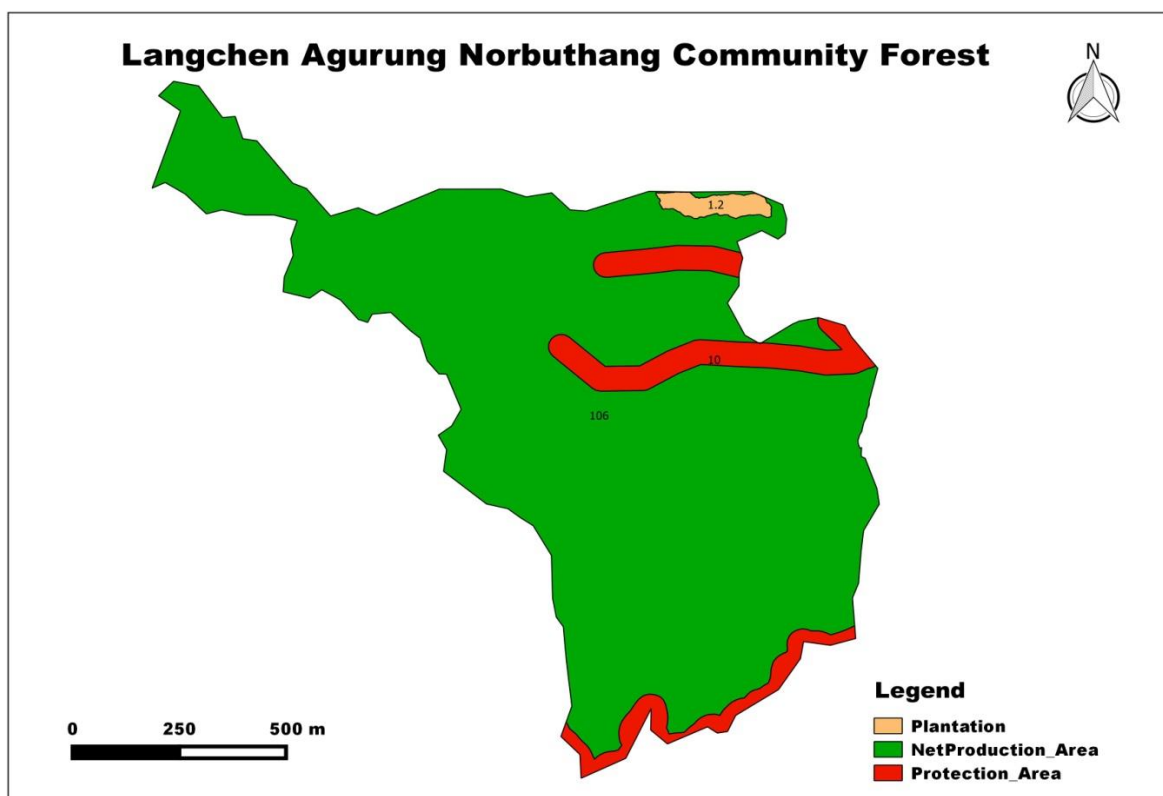 Langchen Agurung Norbuthang Community Forest
N
1.2
10
106
0 250 500 m
Legend
Plantation
NetProduction_Area
Protection_Area